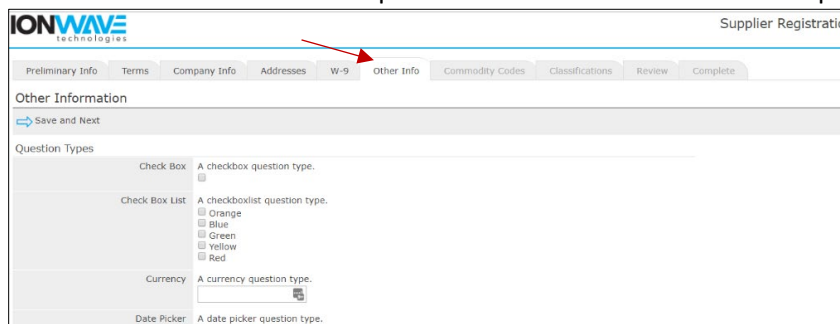 IONWAVE
technologies
Supplier Registratio
Preliminary Info Terms Company Info Addresses W-9 Other Info Commodity Codes Classifications Review Complete
Other Information
Save and Next
Question Types
Check Box A checkbox question type.
Check Box List A checkboxlist question type.
Orange
Blue
Green
Yellow
Red
Currency A currency question type.
Date Picker A date picker question type.